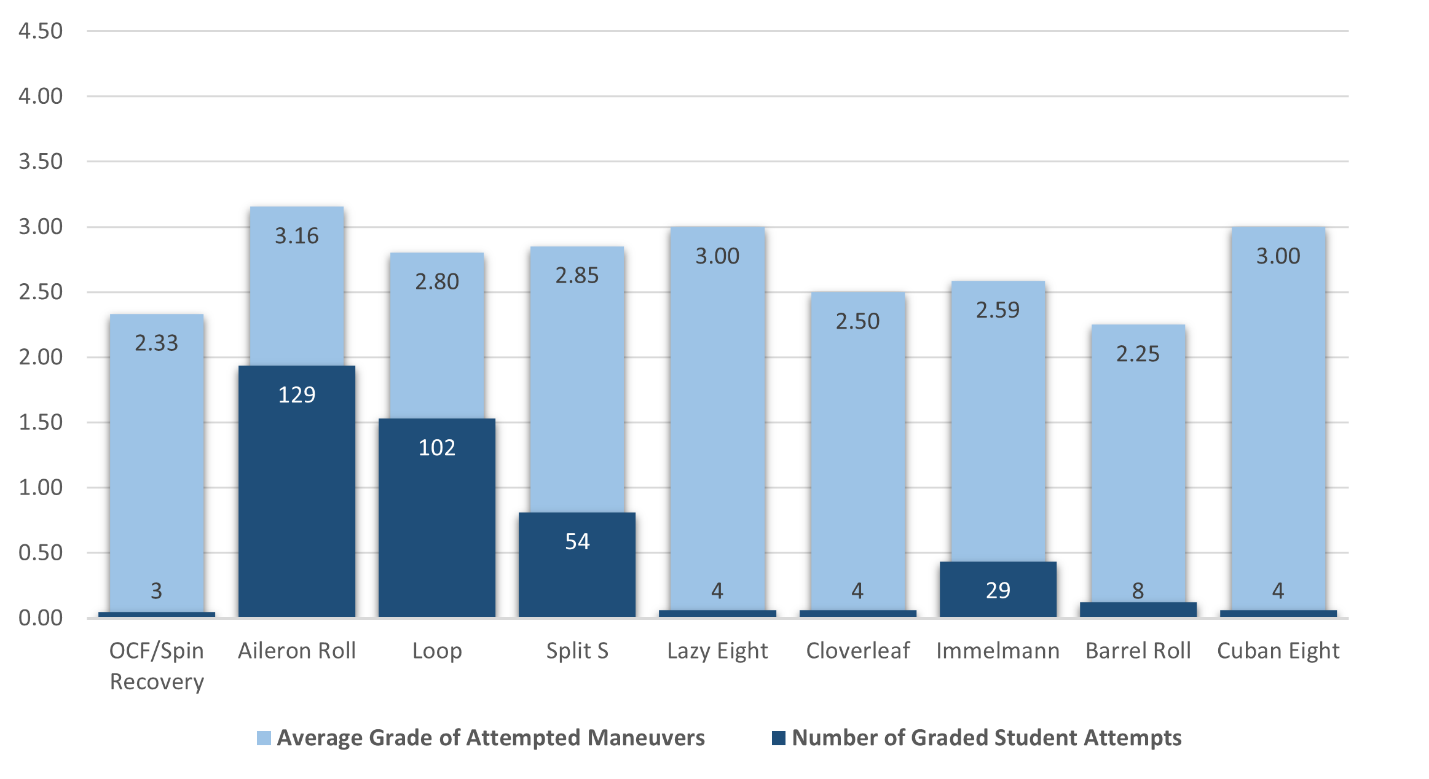 4.50
4.00
3.50
3.00
2.50
2.00
1.50
1.00
0.50
0.00
2.33
3.16
2.80
2.85
3.00
2.50
2.59
2.25
3.00
3
129
102
54
4
4
29
8
4
OCF/Spin
Recovery
Aileron Roll
Loop
Split S
Lazy Eight
Cloverleaf
Immelmann
Barrel Roll
Cuban Eight
Average Grade of Attempted Maneuvers
Number of Graded Student Attempts